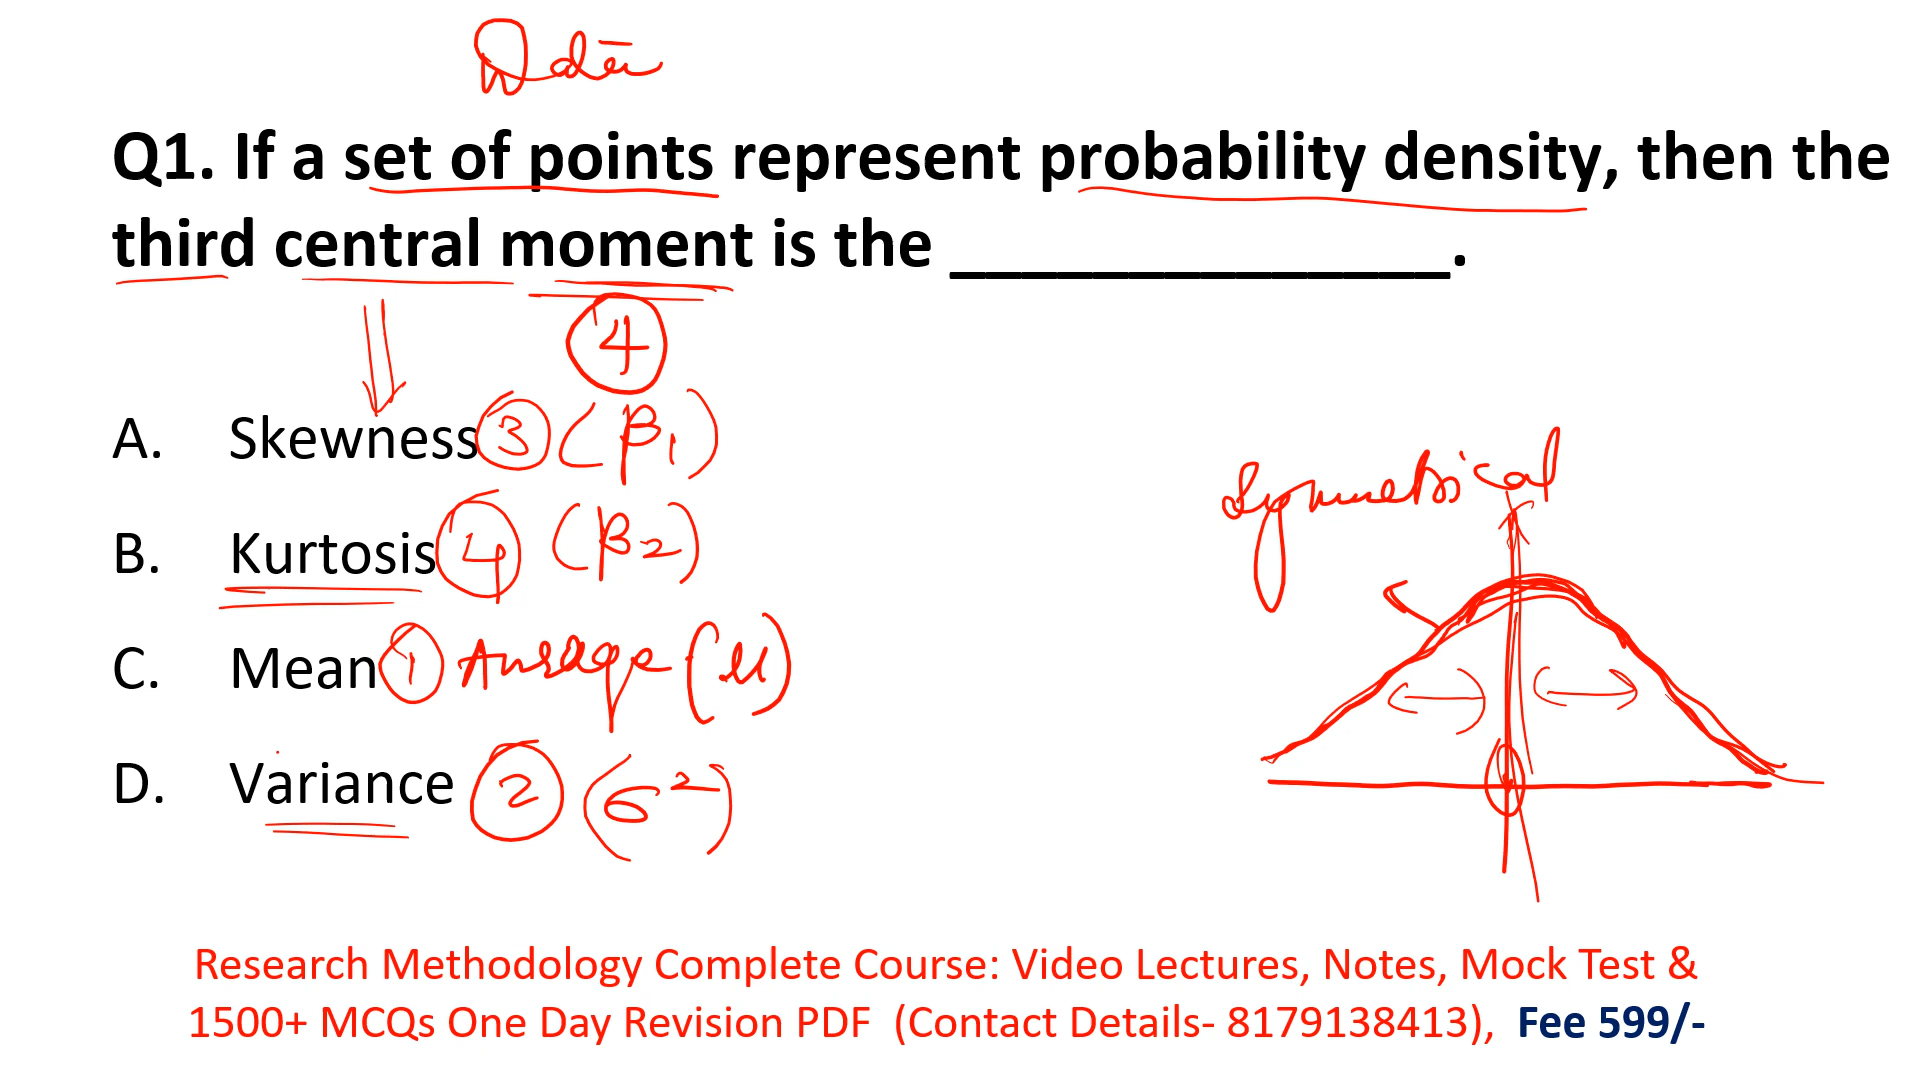 Data
Q1. If a set of points represent probability density, then the
third central moment is the ______________.
4
A. Skewness 3 (β1)
B. Kurtosis 4 (β2)
C. Mean 1 Average (μ)
D. Variance 2 (σ²)
Symmetrical
Research Methodology Complete Course: Video Lectures, Notes, Mock Test &
1500+ MCQs One Day Revision PDF (Contact Details- 8179138413), Fee 599/-